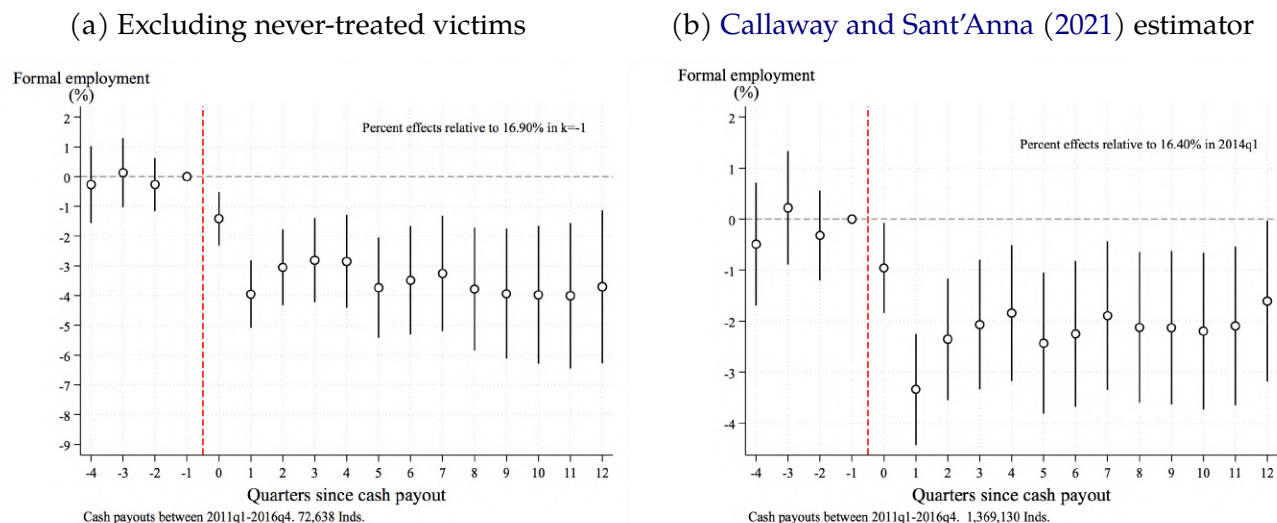 (a) Excluding never-treated victims
Formal employment
(%)
Percent effects relative to 16.90% in k=-1
2
1
0
-1
-2
-3
-4
-5
-6
-7
-8
-9
-4 -3 -2 -1 0 1 2 3 4 5 6 7 8 9 10 11 12
Quarters since cash payout
Cash payouts between 2011q1-2016q4. 72,638 Inds.
(b) Callaway and Sant'Anna (2021) estimator
Formal employment
(%)
Percent effects relative to 16.40% in 2014q1
2
1
0
-1
-2
-3
-4
-4 -3 -2 -1 0 1 2 3 4 5 6 7 8 9 10 11 12
Quarters since cash payout
Cash payouts between 2011q1-2016q4. 1,369,130 Inds.